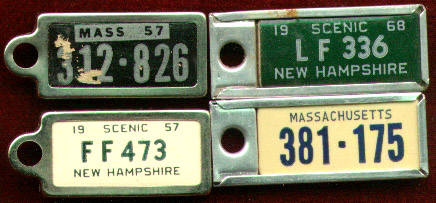 MASS 57
312·826
19 SCENIC 68
LF 336
NEW HAMPSHIRE
19 SCENIC 57
FF473
NEW HAMPSHIRE
MASSACHUSETTS
381·175